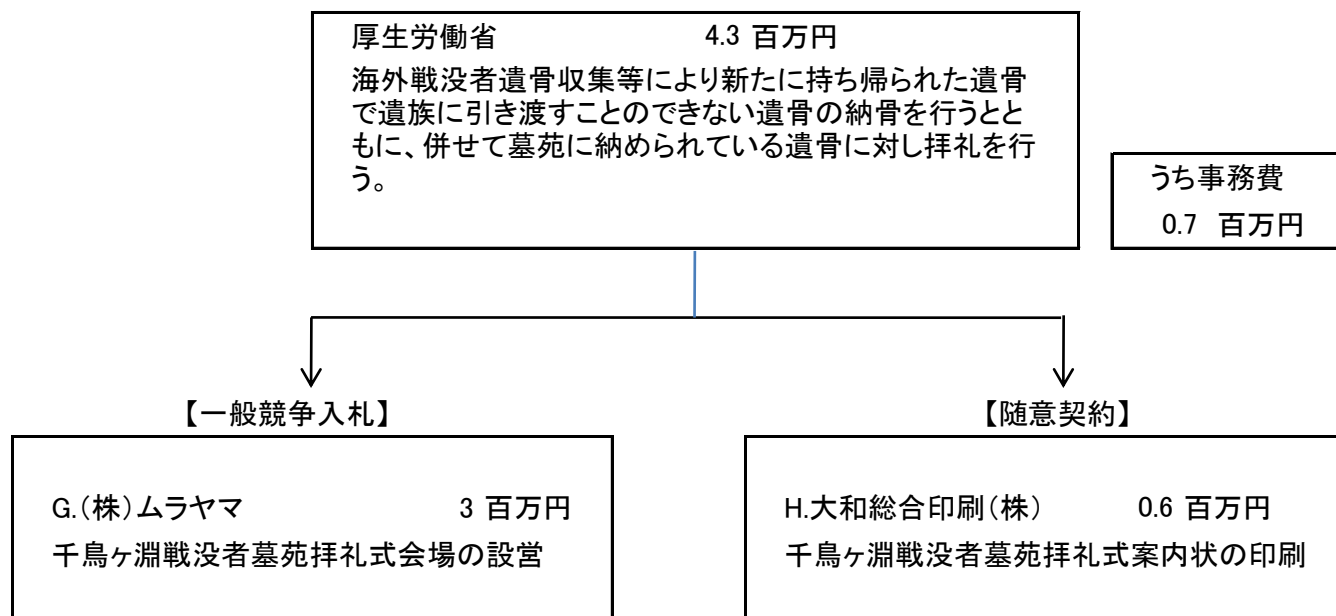 厚生労働省 4.3 百万円
海外戦没者遺骨収集等により新たに持ち帰られた遺骨
で遺族に引き渡すことのできない遺骨の納骨を行うとと
もに、併せて墓苑に納められている遺骨に対し拝礼を行
う。
うち事務費
0.7 百万円
【一般競争入札】
【随意契約】
G.(株)ムラヤマ 3 百万円
千鳥ヶ淵戦没者墓苑拝礼式会場の設営
H.大和総合印刷(株) 0.6 百万円
千鳥ヶ淵戦没者墓苑拝礼式案内状の印刷